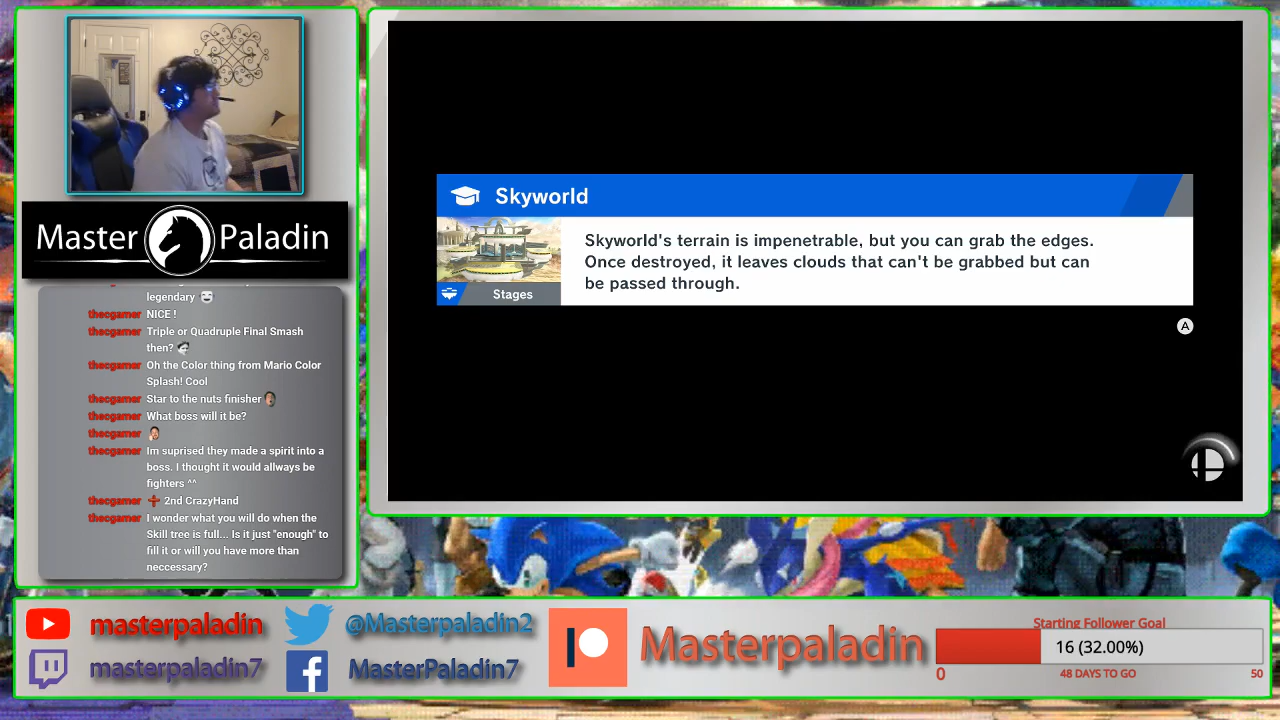 Master Paladin
legendary
thecgamer NICE !
thecgamer Triple or Quadruple Final Smash
then?
thecgamer Oh the Color thing from Mario Color
Splash! Cool
thecgamer Star to the nuts finisher
thecgamer What boss will it be?
thecgamer
thecgamer Im suprised they made a spirit into a
boss. I thought it would allways be
fighters ^^
thecgamer 2nd CrazyHand
thecgamer I wonder what you will do when the
Skill tree is full... Is it just "enough" to
fill it or will you have more than
neccessary?
Skyworld
Skyworld's terrain is impenetrable, but you can grab the edges.
Once destroyed, it leaves clouds that can't be grabbed but can
be passed through.
Stages
A
masterpaladin
@Masterpaladin2
masterpaladin7
MasterPaladin7
Masterpaladin
Starting Follower Goal
16 (32.00%)
0
48 DAYS TO GO
50